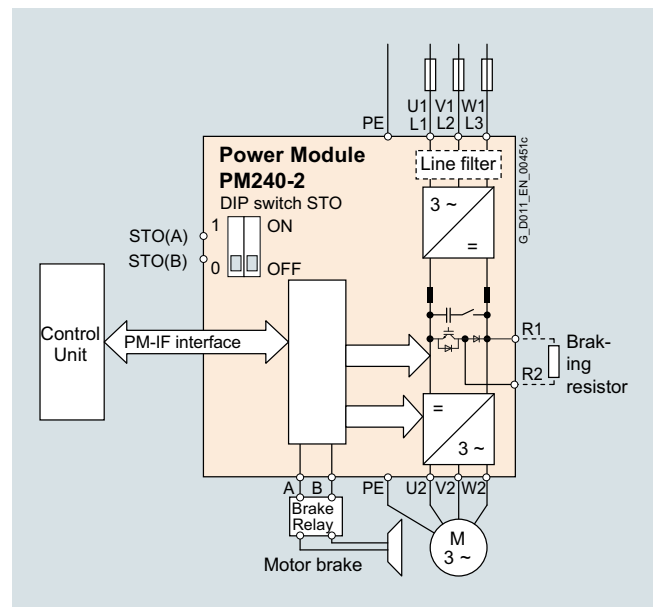 U1 V1 W1
PE L1 L2 L3
Power Module
PM240-2
Line filter
G_D011_EN_00451c
DIP switch STO
3 ~
=
STO(A)
1 ON
STO(B)
0 OFF
Control
Unit
PM-IF interface
R1
R2
Brak-
ing
resistor
=
3 ~
A B PE U2 V2 W2
Brake
Relay
Motor brake
M
3 ~